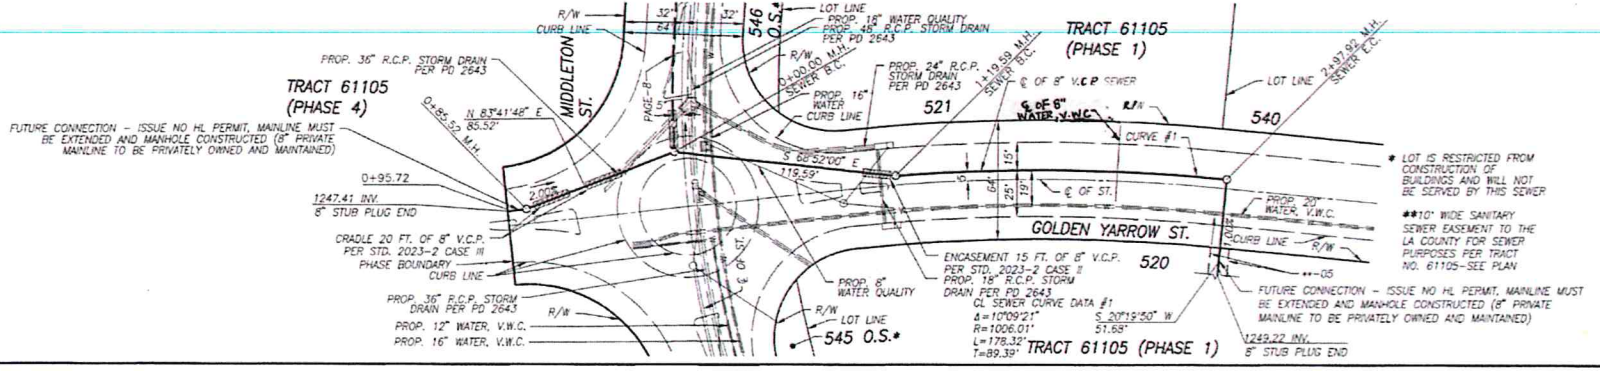 R/W
CURB LINE
32'
32'
64'
546
O.S.*
LOT LINE
PROP. 18" WATER QUALITY
PROP. 48" R.C.P. STORM DRAIN
PER PD 2643
R/W
0+00.00 M.H.
SEWER B.C.
MIDDLETON
ST.
PAGE-8
5'
PROP. 36" R.C.P. STORM DRAIN
PER PD 2643
TRACT 61105
(PHASE 4)
N 83°41'48" E
85.52'
0+85.52 M.H.
FUTURE CONNECTION - ISSUE NO HL PERMIT, MAINLINE MUST
BE EXTENDED AND MANHOLE CONSTRUCTED (8" PRIVATE
MAINLINE TO BE PRIVATELY OWNED AND MAINTAINED)
0+95.72
1247.41 INV.
8" STUB PLUG END
2.00%
CRADLE 20 FT. OF 8" V.C.P.
PER STD. 2023-2 CASE III
PHASE BOUNDARY
CURB LINE
PROP. 36" R.C.P. STORM
DRAIN PER PD 2643
R/W
PROP. 12" WATER, V.W.C.
PROP. 16" WATER, V.W.C.
PROP. 16"
WATER
CURB LINE
PROP. 24" R.C.P.
STORM DRAIN
PER PD 2643
521
S 68°52'00" E
119.59'
1+19.59 M.H.
SEWER B.C.
TRACT 61105
(PHASE 1)
℄ OF 8" V.C.P SEWER
℄ OF 8"
WATER, V.W.C.
R/W
CURVE #1
LOT LINE
540
2+97.92 M.H.
SEWER E.C.
6'
64'
15'
25'
19'
℄ OF ST.
℄ OF ST.
PROP. 20"
WATER, V.W.C.
GOLDEN YARROW ST.
CURB LINE
R/W
520
* LOT IS RESTRICTED FROM
CONSTRUCTION OF
BUILDINGS AND WILL NOT
BE SERVED BY THIS SEWER
**10' WIDE SANITARY
SEWER EASEMENT TO THE
LA COUNTY FOR SEWER
PURPOSES PER TRACT
NO. 61105-SEE PLAN
**-05
ENCASEMENT 15 FT. OF 8" V.C.P.
PER STD. 2023-2 CASE II
PROP. 18" R.C.P. STORM
DRAIN PER PD 2643
PROP. 8"
WATER QUALITY
R/W
LOT LINE
545 O.S.*
CL SEWER CURVE DATA #1
Δ=10°09'21"
R=1006.01'
L=178.32'
T=89.39'
S 20°19'50" W
51.68'
TRACT 61105 (PHASE 1)
FUTURE CONNECTION - ISSUE NO HL PERMIT, MAINLINE MUST
BE EXTENDED AND MANHOLE CONSTRUCTED (8" PRIVATE
MAINLINE TO BE PRIVATELY OWNED AND MAINTAINED)
1249.22 INV.
8" STUB PLUG END